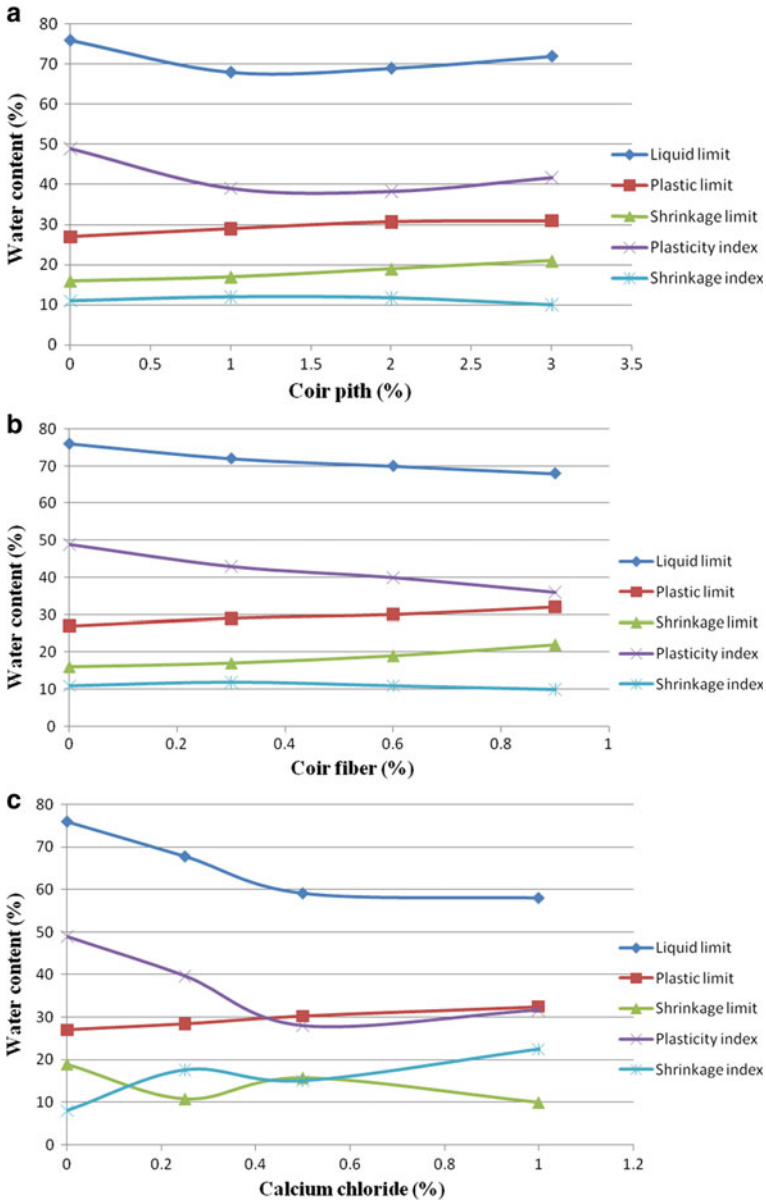 a
80
70
60
50
40
30
20
10
0
Water content (%)
0 0.5 1 1.5 2 2.5 3 3.5
Coir pith (%)
Liquid limit
Plastic limit
Shrinkage limit
Plasticity index
Shrinkage index
b
80
70
60
50
40
30
20
10
0
Water content (%)
0 0.2 0.4 0.6 0.8 1
Coir fiber (%)
Liquid limit
Plastic limit
Shrinkage limit
Plasticity index
Shrinkage index
c
80
70
60
50
40
30
20
10
0
Water content (%)
0 0.2 0.4 0.6 0.8 1 1.2
Calcium chloride (%)
Liquid limit
Plastic limit
Shrinkage limit
Plasticity index
Shrinkage index